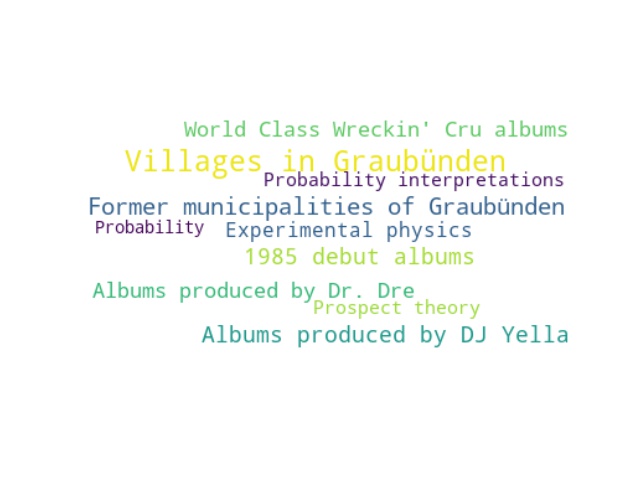 World Class Wreckin' Cru albums
Villages in Graubünden
Probability interpretations
Former municipalities of Graubünden
Probability
Experimental physics
1985 debut albums
Albums produced by Dr. Dre
Prospect theory
Albums produced by DJ Yella